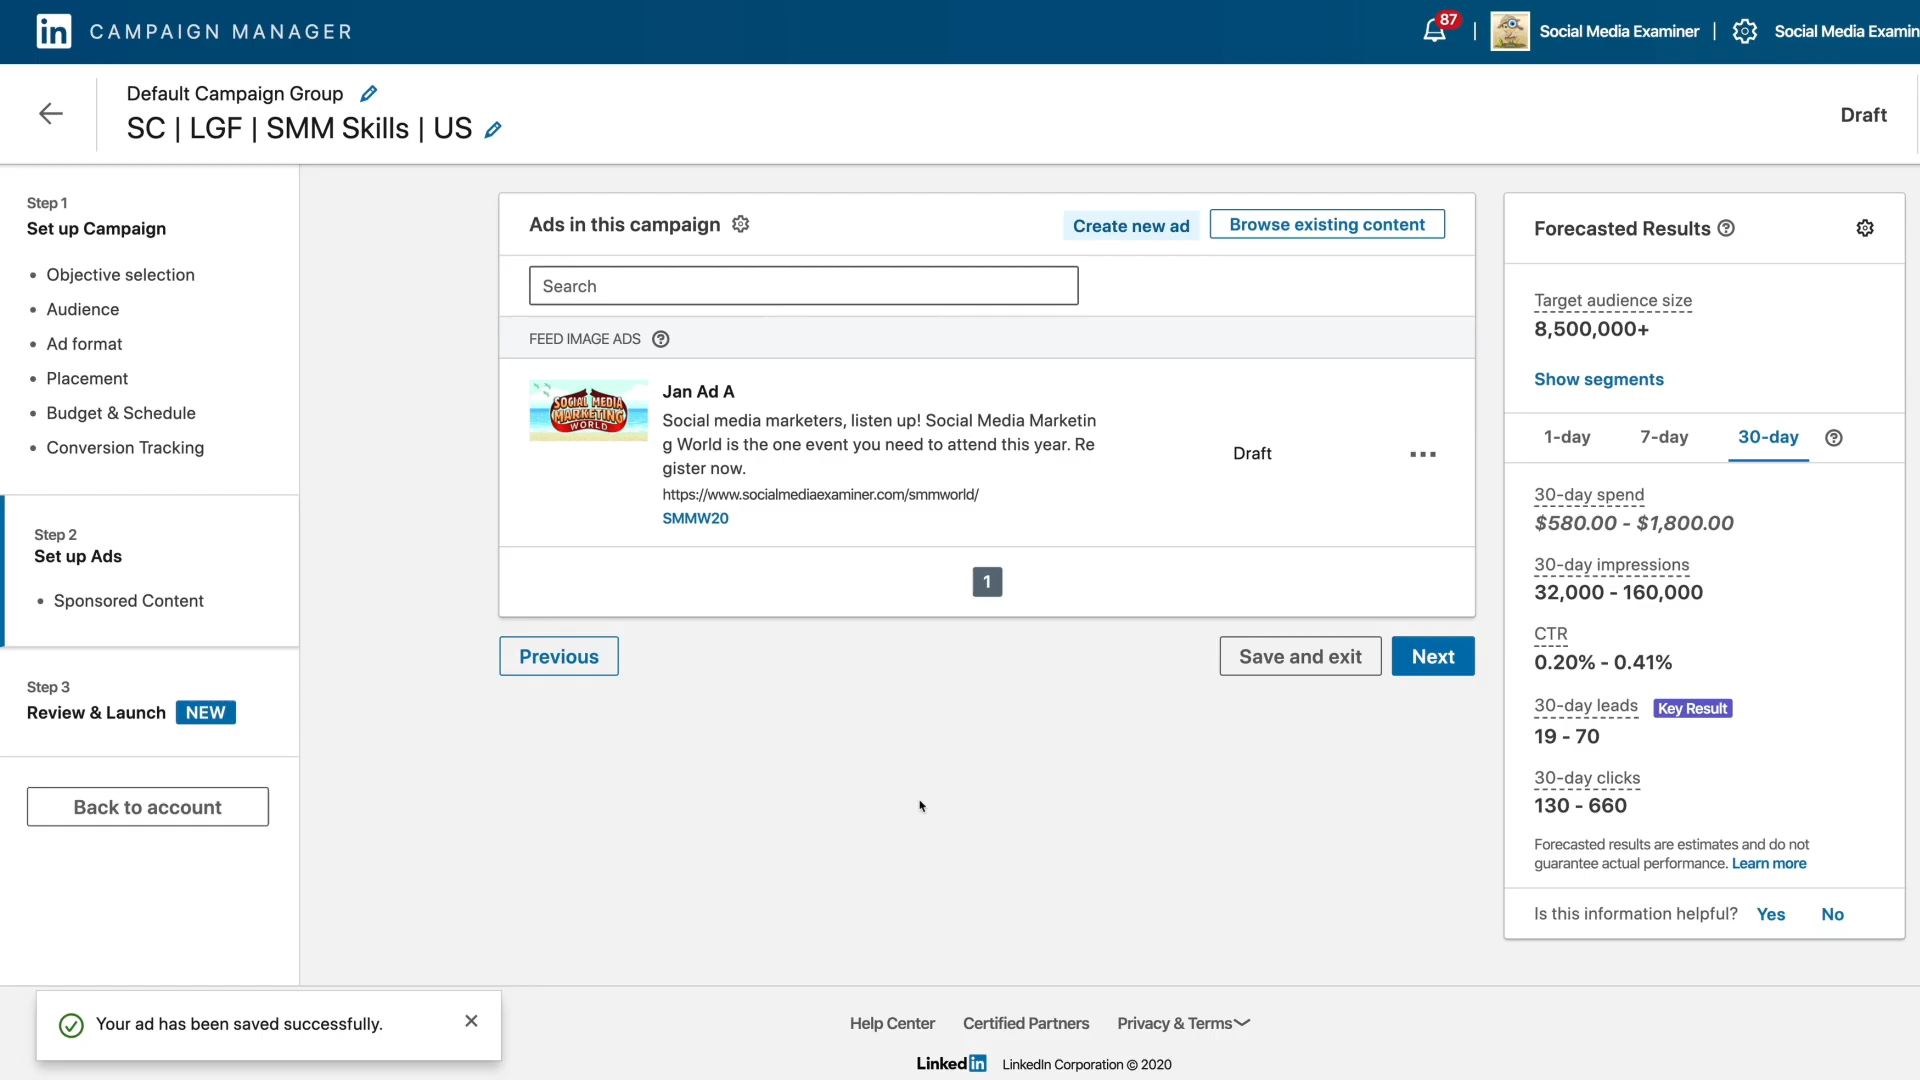 in CAMPAIGN MANAGER
87
Social Media Examiner
Social Media Examin
Default Campaign Group
SC | LGF | SMM Skills | US
Draft
Step 1
Set up Campaign
• Objective selection
• Audience
• Ad format
• Placement
• Budget & Schedule
• Conversion Tracking
Step 2
Set up Ads
• Sponsored Content
Step 3
Review & Launch NEW
Back to account
Ads in this campaign
Create new ad
Browse existing content
Search
FEED IMAGE ADS
SOCIAL MEDIA
MARKETING
WORLD
Jan Ad A
Social media marketers, listen up! Social Media Marketin
g World is the one event you need to attend this year. Re
gister now.
https://www.socialmediaexaminer.com/smmworld/
SMMW20
Draft
1
Previous
Save and exit
Next
Forecasted Results
Target audience size
8,500,000+
Show segments
1-day 7-day 30-day
30-day spend
$580.00 - $1,800.00
30-day impressions
32,000 - 160,000
CTR
0.20% - 0.41%
30-day leads Key Result
19 - 70
30-day clicks
130 - 660
Forecasted results are estimates and do not
guarantee actual performance. Learn more
Is this information helpful? Yes No
Your ad has been saved successfully.
Help Center Certified Partners Privacy & Terms
Linked in LinkedIn Corporation © 2020